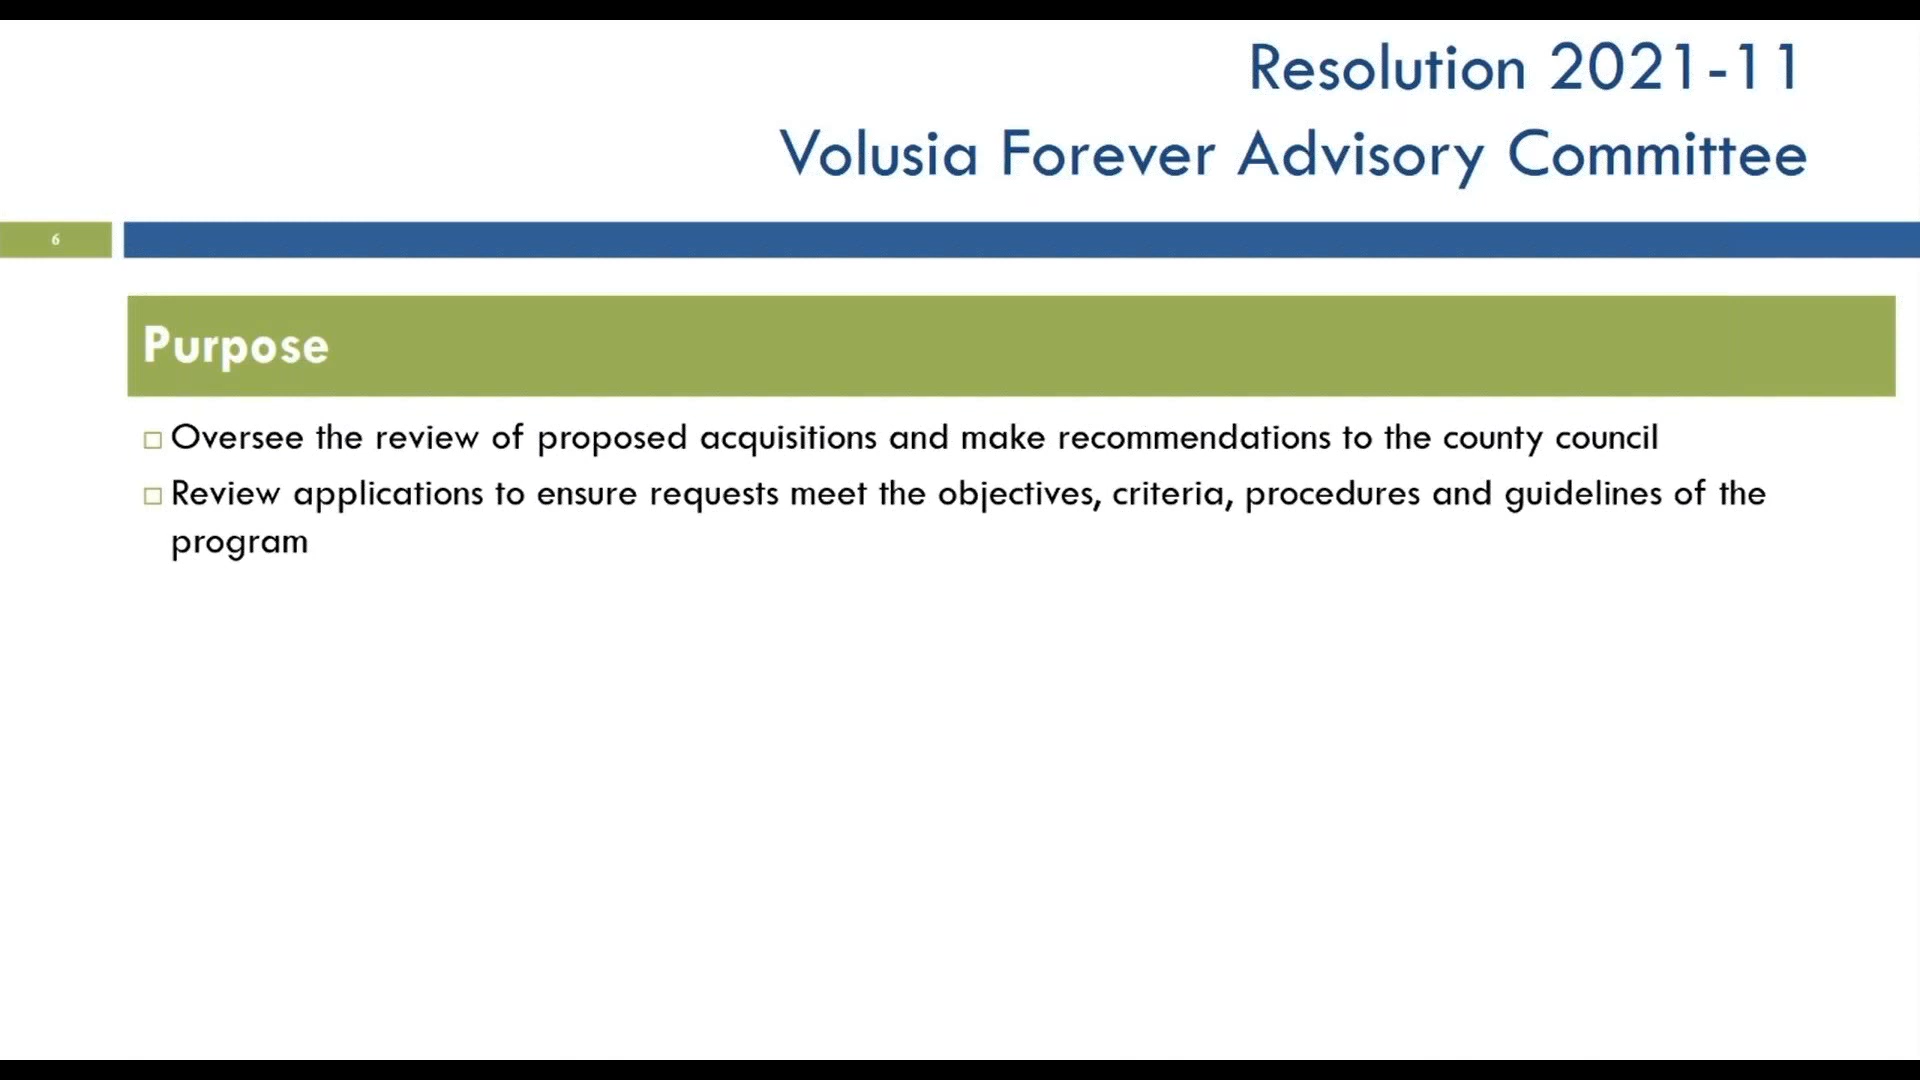 Resolution 2021-11
Volusia Forever Advisory Committee
6
Purpose
Oversee the review of proposed acquisitions and make recommendations to the county council
Review applications to ensure requests meet the objectives, criteria, procedures and guidelines of the
program